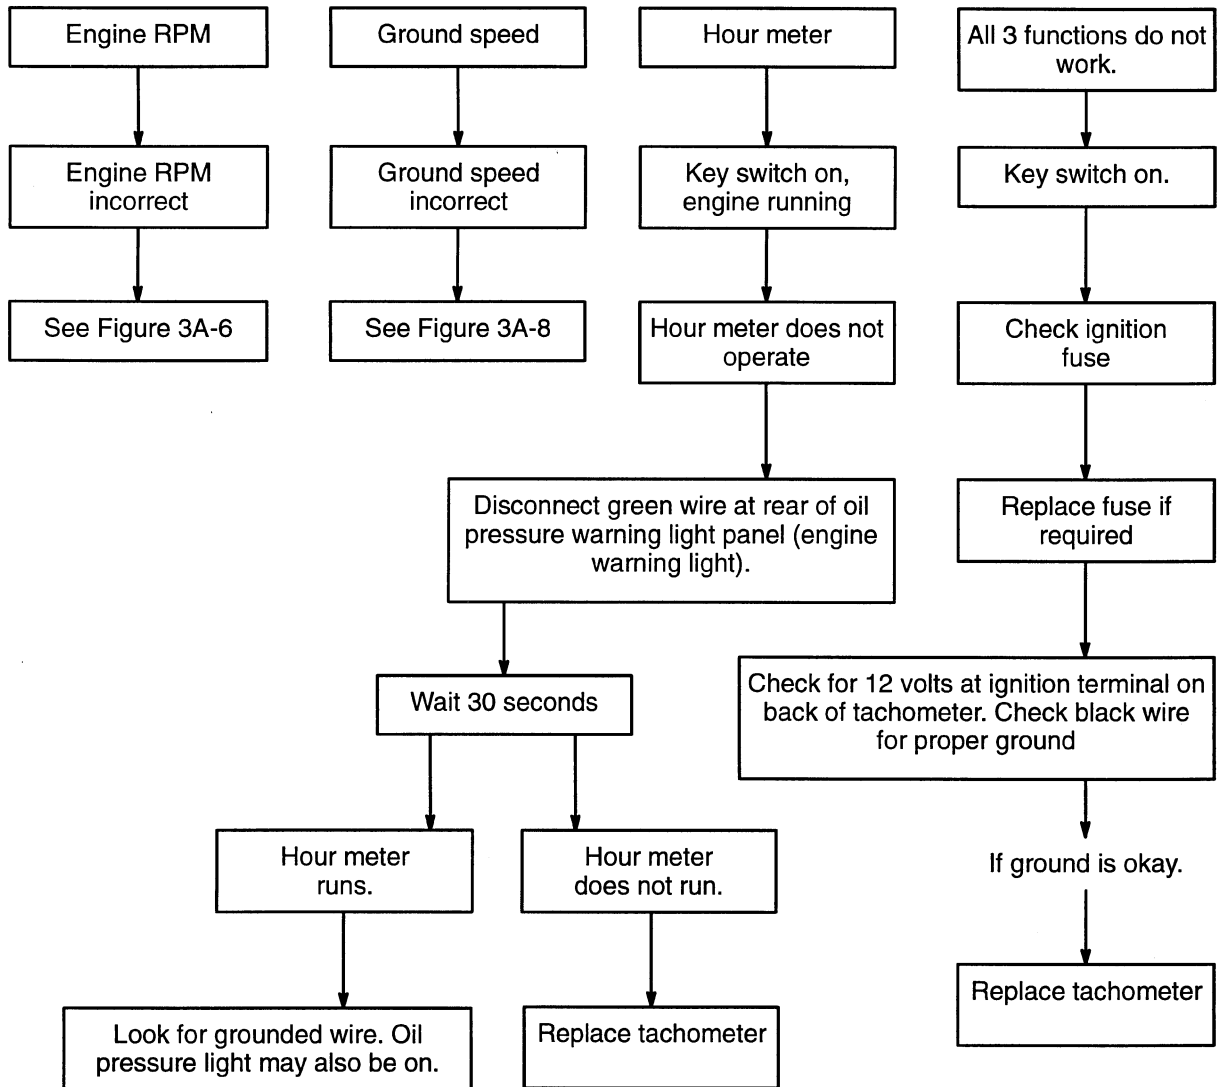 Engine RPM
Ground speed
Hour meter
All 3 functions do not
work.
Engine RPM
incorrect
Ground speed
incorrect
Key switch on,
engine running
Key switch on.
See Figure 3A-6
See Figure 3A-8
Hour meter does not
operate
Check ignition
fuse
Disconnect green wire at rear of oil
pressure warning light panel (engine
warning light).
Replace fuse if
required
Wait 30 seconds
Check for 12 volts at ignition terminal on
back of tachometer. Check black wire
for proper ground
Hour meter
runs.
Hour meter
does not run.
If ground is okay.
Look for grounded wire. Oil
pressure light may also be on.
Replace tachometer
Replace tachometer